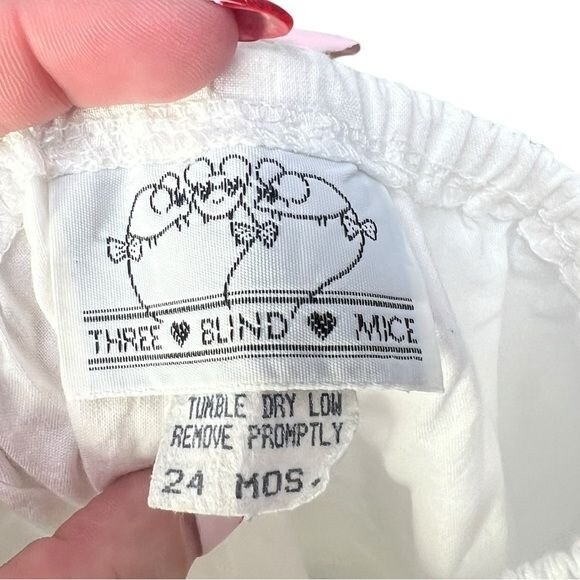 THREE ♥ BLIND ♥ MICE
TUMBLE DRY LOW
REMOVE PROMPTLY
24 MOS.